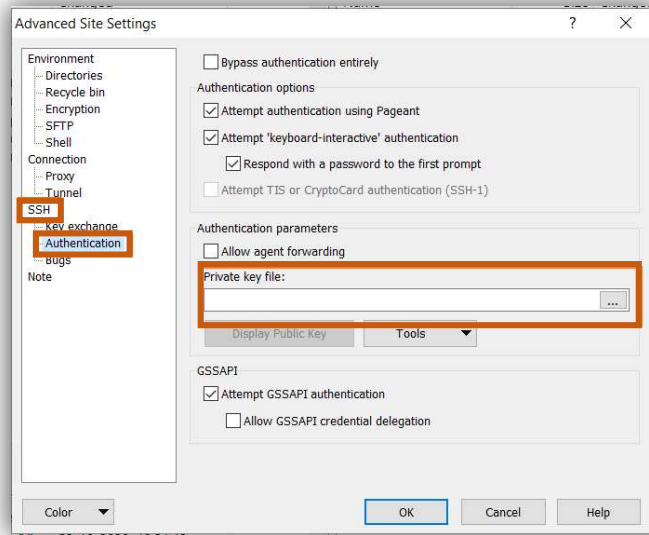 Advanced Site Settings
?
Environment
Directories
Recycle bin
Encryption
SFTP
Shell
Connection
Proxy
Tunnel
SSH
Key exchange
Authentication
Bugs
Note
Bypass authentication entirely
Authentication options
Attempt authentication using Pageant
Attempt 'keyboard-interactive' authentication
Respond with a password to the first prompt
Attempt TIS or CryptoCard authentication (SSH-1)
Authentication parameters
Allow agent forwarding
Private key file:
...
Display Public Key
Tools
GSSAPI
Attempt GSSAPI authentication
Allow GSSAPI credential delegation
Color
OK
Cancel
Help